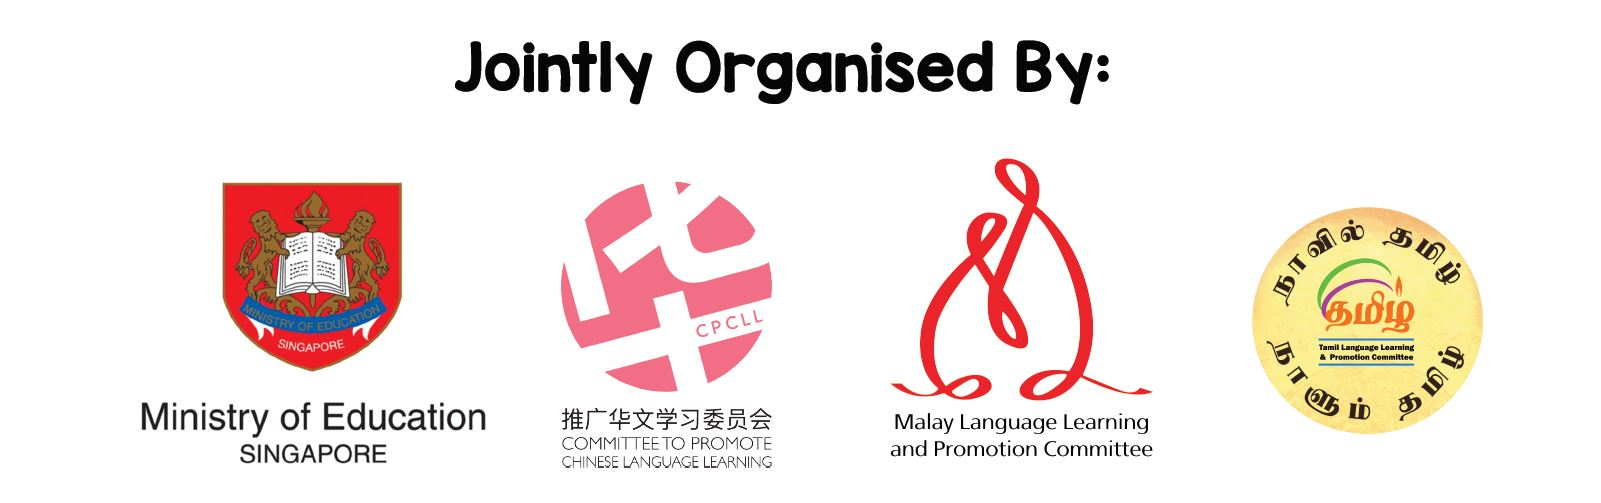 Jointly Organised By:
MINISTRY OF EDUCATION
SINGAPORE
Ministry of Education
SINGAPORE
CPCLL
推广华文学习委员会
COMMITTEE TO PROMOTE
CHINESE LANGUAGE LEARNING
Malay Language Learning
and Promotion Committee
நாவில் தமிழ்
தமிழ்
Tamil Language Learning
& Promotion Committee
நாளும் தமிழ்